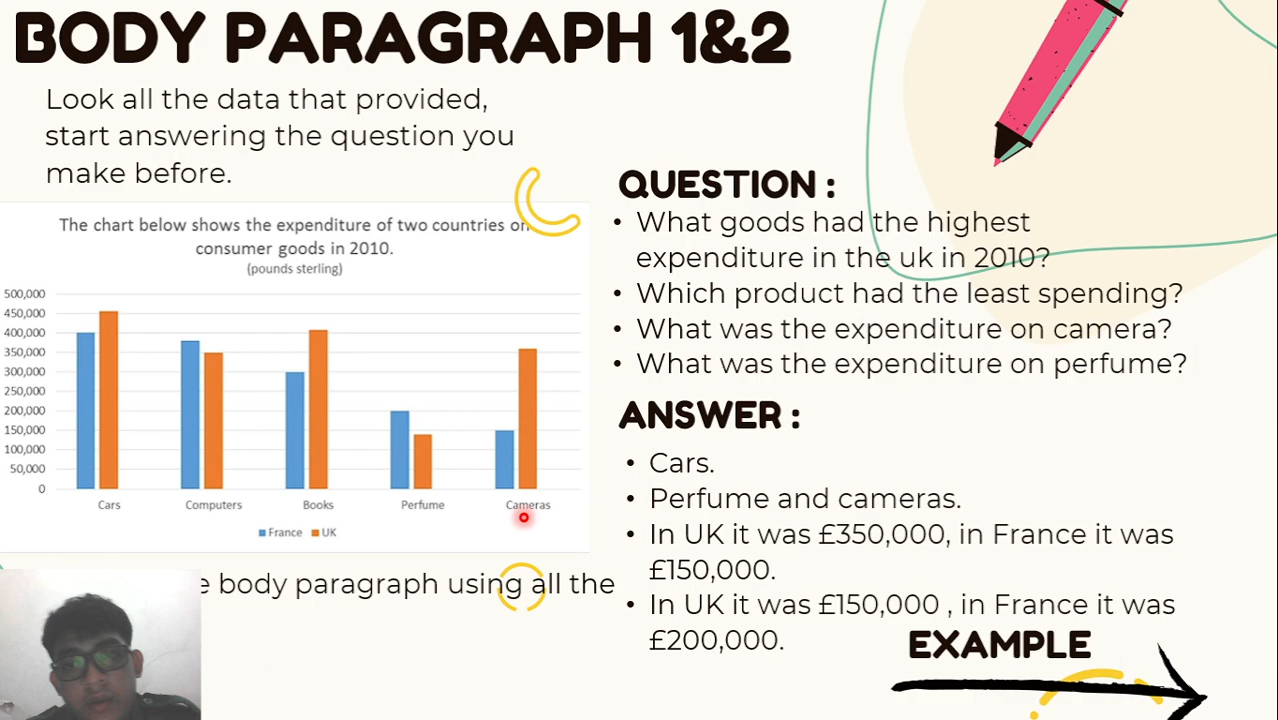 BODY PARAGRAPH 1&2
Look all the data that provided,
start answering the question you
make before.
The chart below shows the expenditure of two countries on
consumer goods in 2010.
(pounds sterling)
500,000
450,000
400,000
350,000
300,000
250,000
200,000
150,000
100,000
50,000
0
Cars Computers Books Perfume Cameras
France UK
body paragraph using all the
QUESTION :
• What goods had the highest
expenditure in the uk in 2010?
• Which product had the least spending?
• What was the expenditure on camera?
• What was the expenditure on perfume?
ANSWER :
• Cars.
• Perfume and cameras.
• In UK it was £350,000, in France it was
£150,000.
• In UK it was £150,000 , in France it was
£200,000.
EXAMPLE